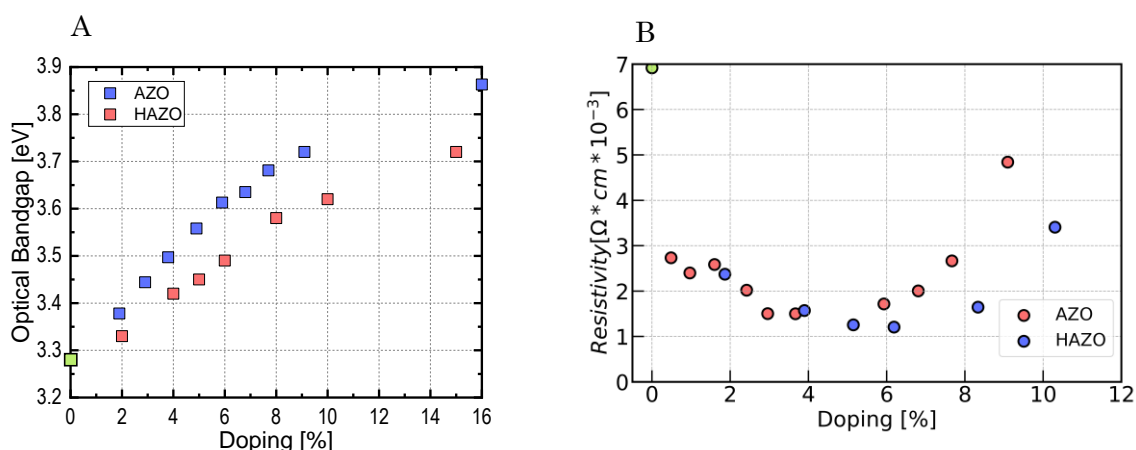 A
3.9
3.8
3.7
3.6
3.5
3.4
3.3
3.2
Optical Bandgap [eV]
AZO
HAZO
0 2 4 6 8 10 12 14 16
Doping [%]
B
7
6
5
4
3
2
1
0
Resistivity[Ω * cm * 10⁻³]
AZO
HAZO
0 2 4 6 8 10 12
Doping [%]